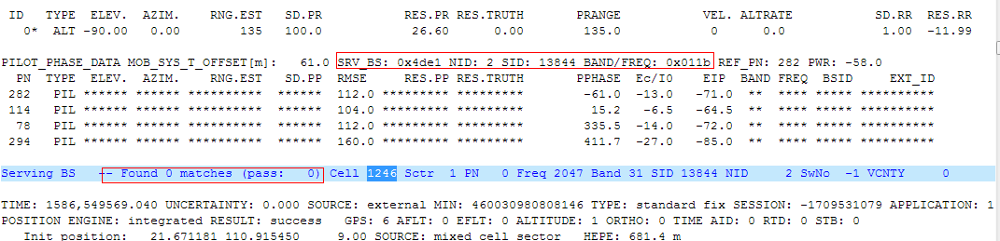 ID TYPE ELEV. AZIM. RNG.EST SD.PR RES.PR RES.TRUTH PRANGE VEL. ALTRATE SD.RR RES.RR
0* ALT -90.00 0.00 135 100.0 26.60 0.00 135.0 0 0.0 1.00 -11.99
PILOT_PHASE_DATA MOB_SYS_T_OFFSET[m]: 61.0 SRV_BS: 0x4de1 NID: 2 SID: 13844 BAND/FREQ: 0x011b REF_PN: 282 PWR: -58.0
PN TYPE ELEV. AZIM. RNG.EST SD.PP RMSE RES.PP RES.TRUTH PPHASE Ec/I0 EIP BAND FREQ BSID EXT_ID
282 PIL ****** ****** ********** ****** 112.0 ********* ********* -61.0 -13.0 -71.0 ** **** ***** **********
114 PIL ****** ****** ********** ****** 104.0 ********* ********* 15.2 -6.5 -64.5 ** **** ***** **********
78 PIL ****** ****** ********** ****** 112.0 ********* ********* 335.5 -14.0 -72.0 ** **** ***** **********
294 PIL ****** ****** ********** ****** 160.0 ********* ********* 411.7 -27.0 -85.0 ** **** ***** **********
Serving BS -- Found 0 matches (pass: 0) Cell 1246 Sctr 1 PN 0 Freq 2047 Band 31 SID 13844 NID 2 SwNo -1 VCNTY 0
TIME: 1586,549569.040 UNCERTAINTY: 0.000 SOURCE: external MIN: 460030980808146 TYPE: standard fix SESSION: -1709531079 APPLICATION: 1
POSITION ENGINE: integrated RESULT: success GPS: 6 AFLT: 0 EFLT: 0 ALTITUDE: 1 ORTHO: 0 TIME AID: 0 RTD: 0 STB: 0
Init position: 21.671181 110.915450 9.00 SOURCE: mixed cell sector HEPE: 681.4 m